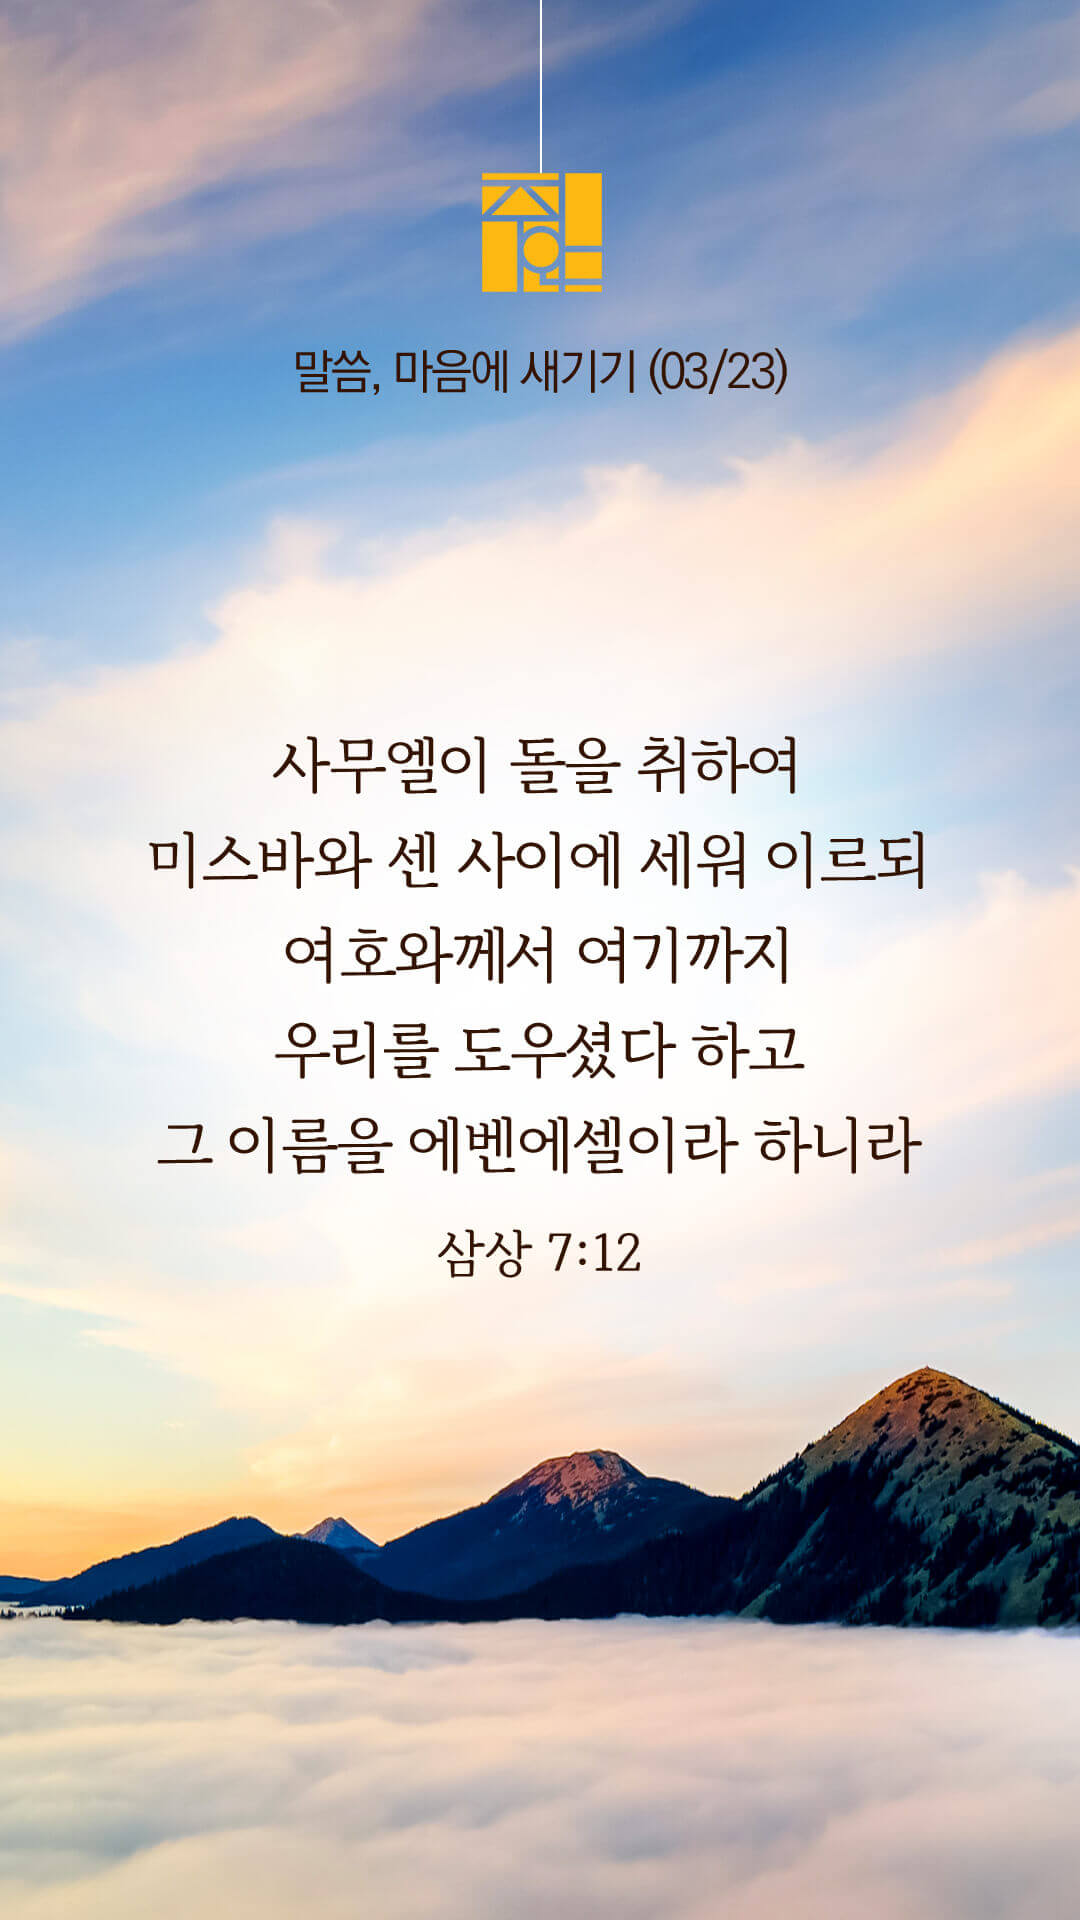 말씀, 마음에 새기기 (03/23)
사무엘이 돌을 취하여
미스바와 센 사이에 세워 이르되
여호와께서 여기까지
우리를 도우셨다 하고
그 이름을 에벤에셀이라 하니라
삼상 7:12